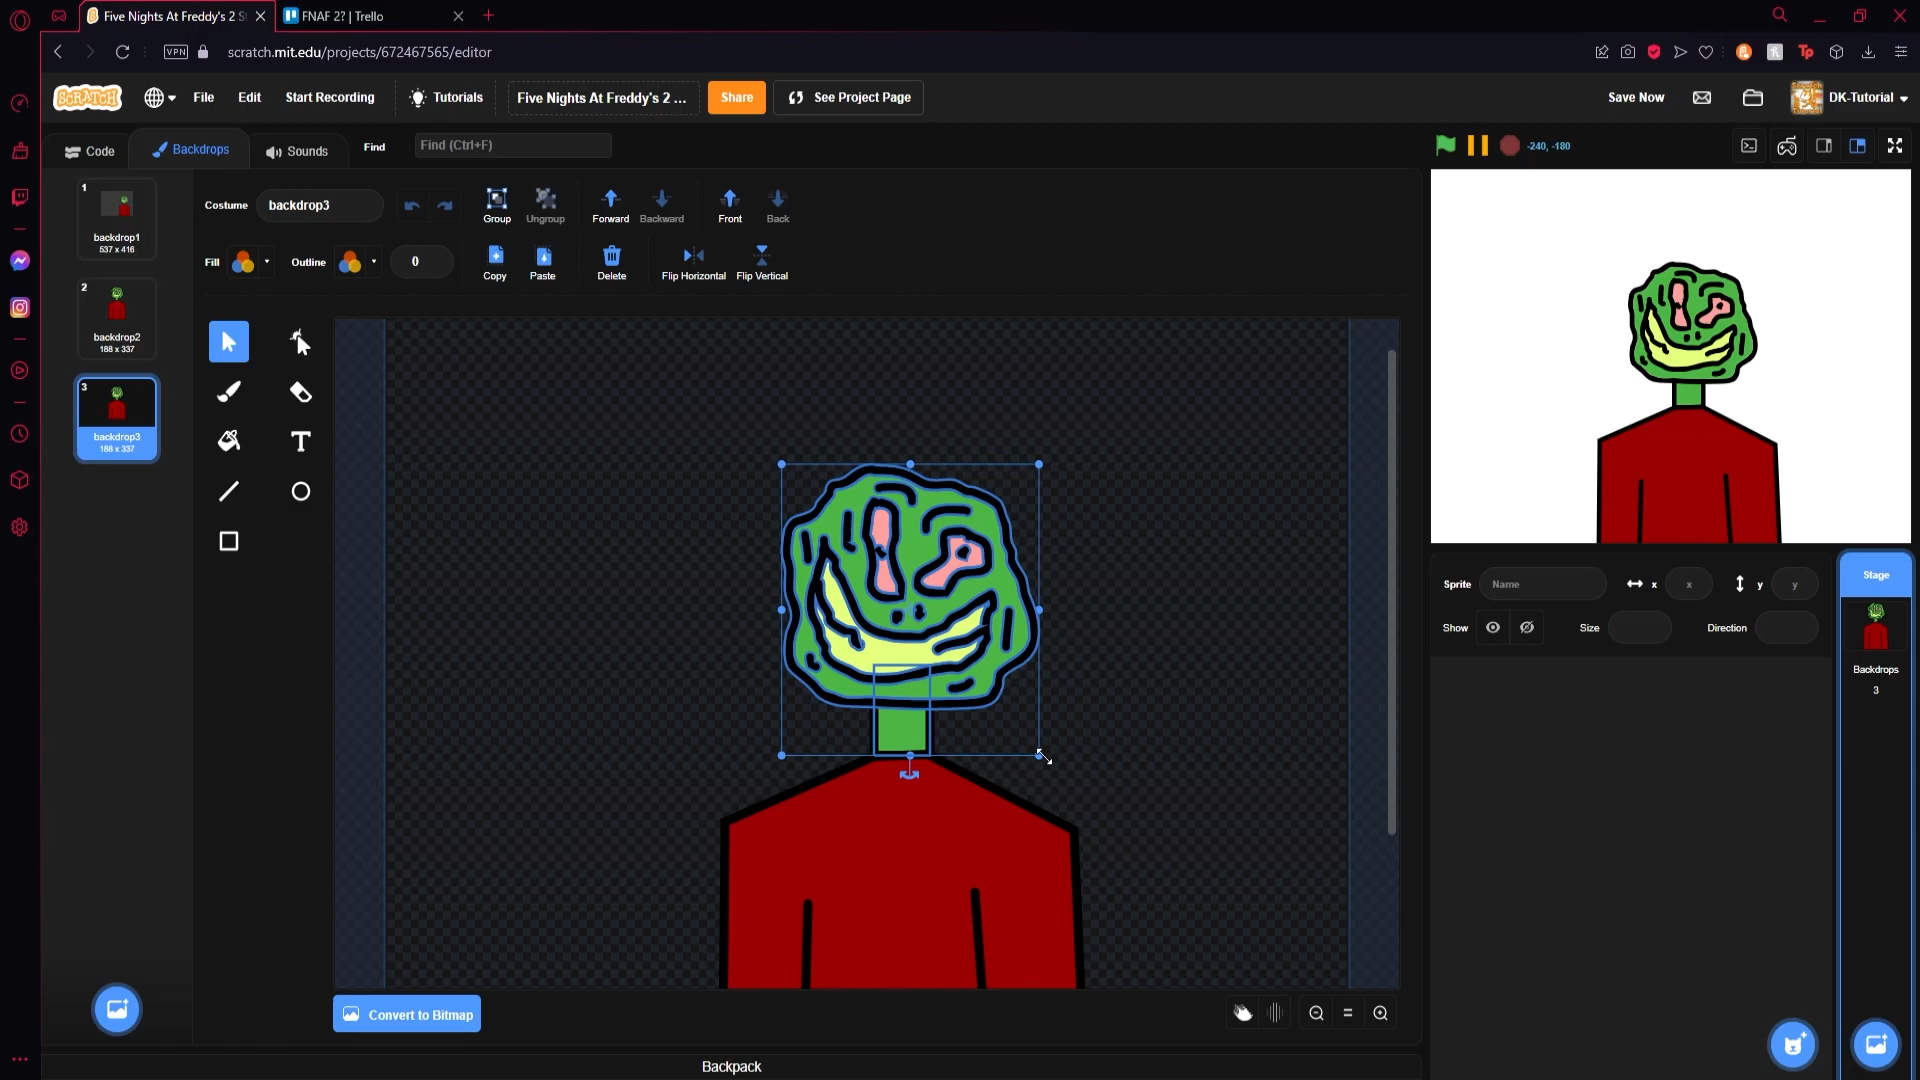 Five Nights At Freddy's 2 S
FNAF 2? | Trello
VPN
scratch.mit.edu/projects/672467565/editor
SCRATCH
File
Edit
Start Recording
Tutorials
Five Nights At Freddy's 2 ...
Share
See Project Page
Save Now
DK-Tutorial
Code
Backdrops
Sounds
Find
Find (Ctrl+F)
-240, -180
1
backdrop1
537 x 416
2
backdrop2
188 x 337
3
backdrop3
188 x 337
Costume
backdrop3
Group
Ungroup
Forward
Backward
Front
Back
Fill
Outline
0
Copy
Paste
Delete
Flip Horizontal
Flip Vertical
T
Convert to Bitmap
Sprite
Name
x
x
y
y
Show
Size
Direction
Stage
Backdrops
3
Backpack